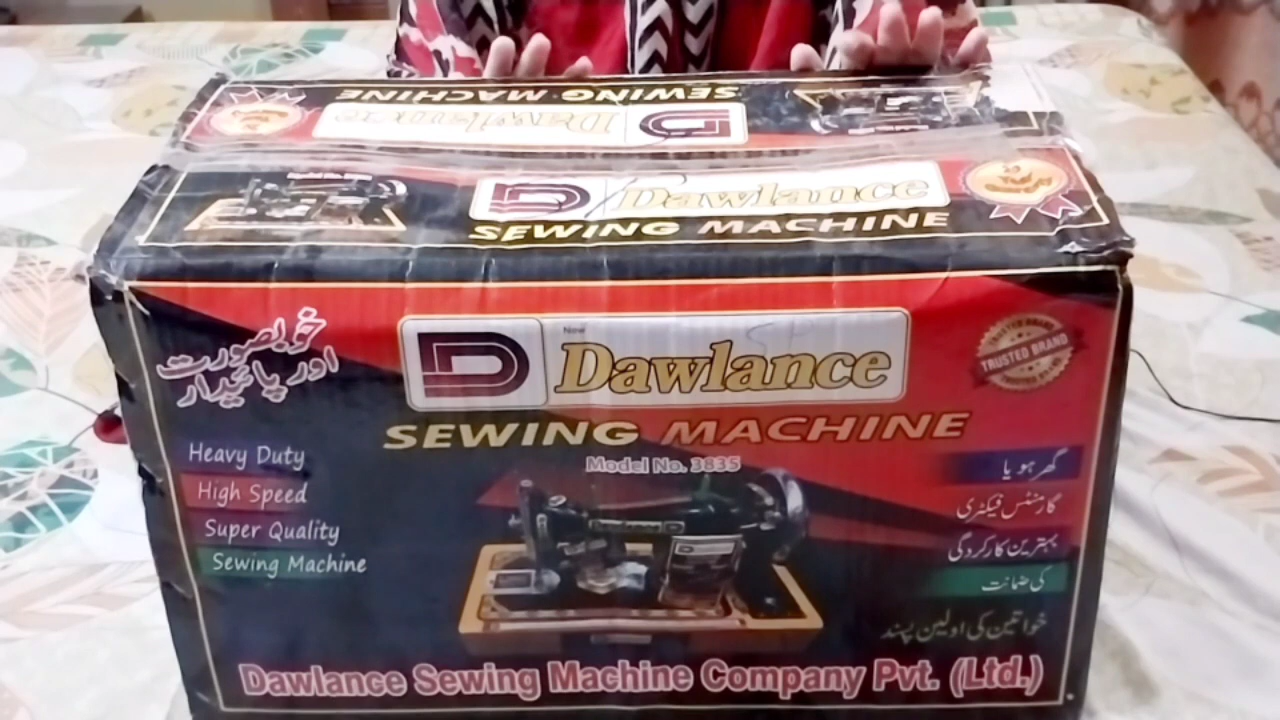 SEWING MACHINE
Dawlance
Dawlance
SEWING MACHINE
خوبصورت
اور پائیدار
New
Dawlance
TRUSTED BRAND
SEWING MACHINE
Model No. 3835
Heavy Duty
High Speed
Super Quality
Sewing Machine
گھر ہو یا
گارمنٹس فیکٹری
بہترین کارکردگی
کی ضمانت
خواتین کی اولین پسند
Dawlance
Dawlance Sewing Machine Company Pvt. (Ltd.)